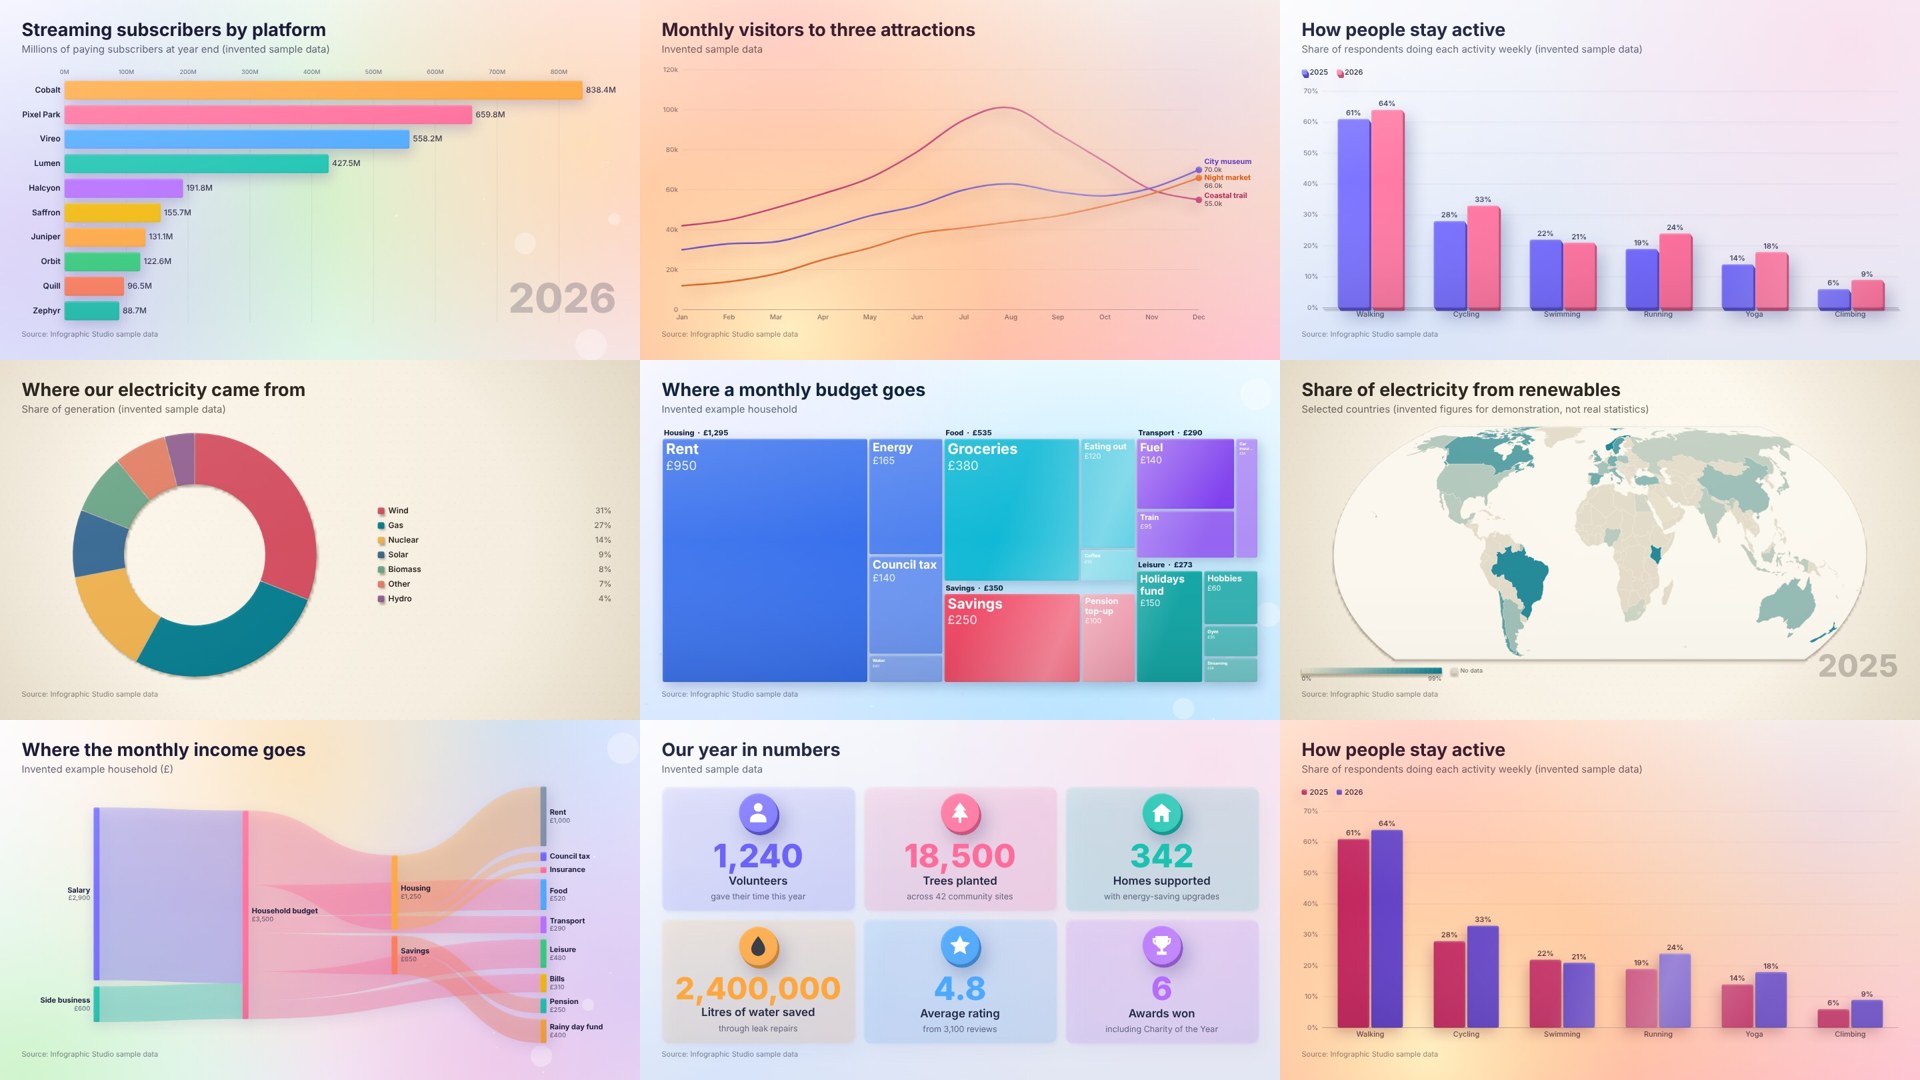 Streaming subscribers by platform
Millions of paying subscribers at year end (invented sample data)
0M 100M 200M 300M 400M 500M 600M 700M 800M
Cobalt 838.4M
Pixel Park 659.8M
Vireo 558.2M
Lumen 427.5M
Halcyon 191.8M
Saffron 155.7M
Juniper 131.1M
Orbit 122.6M
Quill 96.5M
Zephyr 88.7M
2026
Source: Infographic Studio sample data
Monthly visitors to three attractions
Invented sample data
120k
100k
80k
60k
40k
20k
0
City museum
70.0k
Night market
66.0k
Coastal trail
55.0k
Jan Feb Mar Apr May Jun Jul Aug Sep Oct Nov Dec
Source: Infographic Studio sample data
How people stay active
Share of respondents doing each activity weekly (invented sample data)
2025 2026
70%
60%
50%
40%
30%
20%
10%
0%
61% 64%
28% 33%
22% 21%
19% 24%
14% 18%
6% 9%
Walking Cycling Swimming Running Yoga Climbing
Source: Infographic Studio sample data
Where our electricity came from
Share of generation (invented sample data)
Wind 31%
Gas 27%
Nuclear 14%
Solar 9%
Biomass 8%
Other 7%
Hydro 4%
Source: Infographic Studio sample data
Where a monthly budget goes
Invented example household
Housing · £1,295
Rent
£950
Energy
£165
Council tax
£140
Water
Food · £535
Groceries
£380
Eating out
£120
Coffee
Savings · £350
Savings
£250
Pension
top-up
£100
Transport · £290
Fuel
£140
Train
£95
Leisure · £273
Holidays
fund
£150
Hobbies
£60
Gym
Streaming
Source: Infographic Studio sample data
Share of electricity from renewables
Selected countries (invented figures for demonstration, not real statistics)
2025
0% 99%
No data
Source: Infographic Studio sample data
Where the monthly income goes
Invented example household (£)
Salary
£2,900
Side business
£600
Household budget
£3,500
Housing
£1,250
Savings
£650
Rent
£1,000
Council tax
Insurance
Food
£520
Transport
£290
Leisure
£480
Bills
£310
Pension
£250
Rainy day fund
£400
Source: Infographic Studio sample data
Our year in numbers
Invented sample data
1,240
Volunteers
gave their time this year
18,500
Trees planted
across 42 community sites
342
Homes supported
with energy-saving upgrades
2,400,000
Litres of water saved
through leak repairs
4.8
Average rating
from 3,100 reviews
6
Awards won
including Charity of the Year
Source: Infographic Studio sample data
How people stay active
Share of respondents doing each activity weekly (invented sample data)
2025 2026
70%
60%
50%
40%
30%
20%
10%
0%
61% 64%
28% 33%
22% 21%
19% 24%
14% 18%
6% 9%
Walking Cycling Swimming Running Yoga Climbing
Source: Infographic Studio sample data